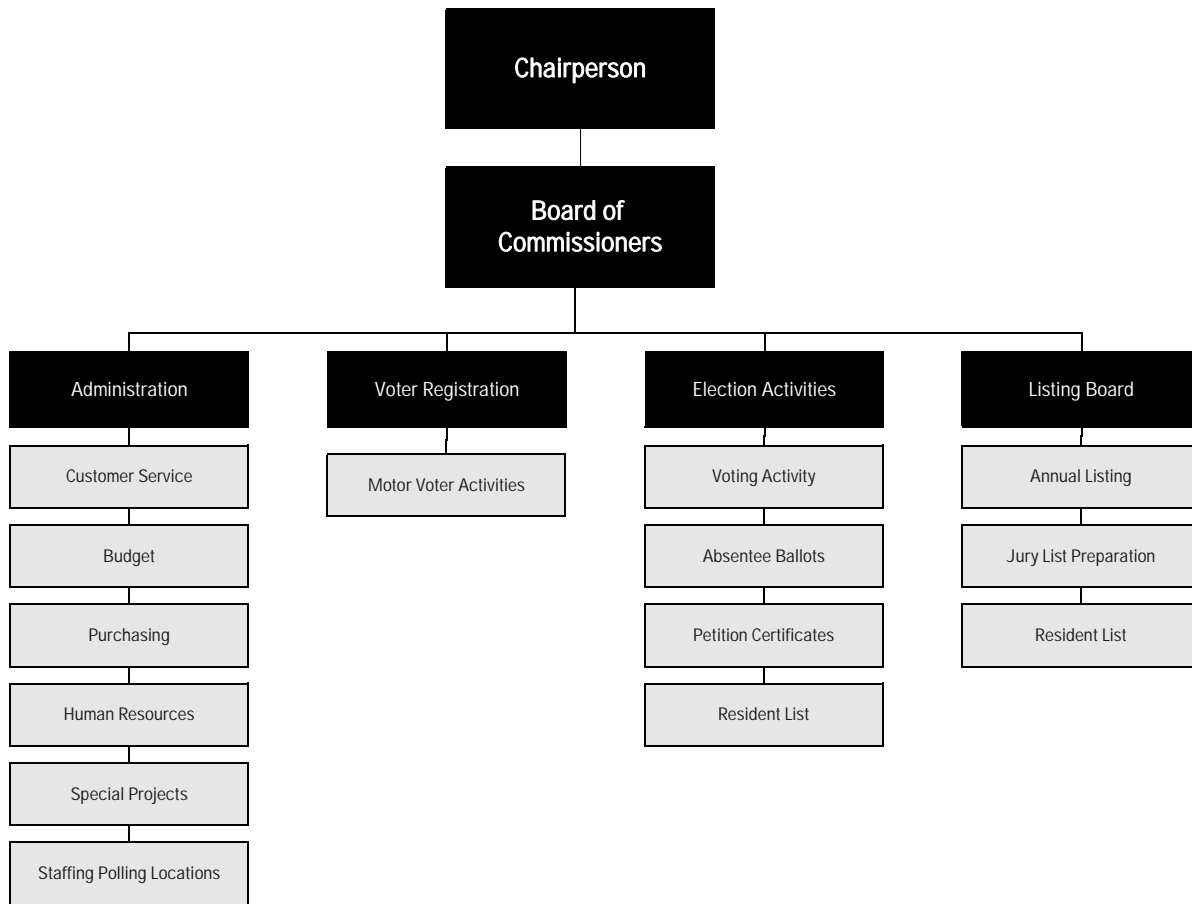 Chairperson
Board of
Commissioners
Administration
Customer Service
Budget
Purchasing
Human Resources
Special Projects
Staffing Polling Locations
Voter Registration
Motor Voter Activities
Election Activities
Voting Activity
Absentee Ballots
Petition Certificates
Resident List
Listing Board
Annual Listing
Jury List Preparation
Resident List